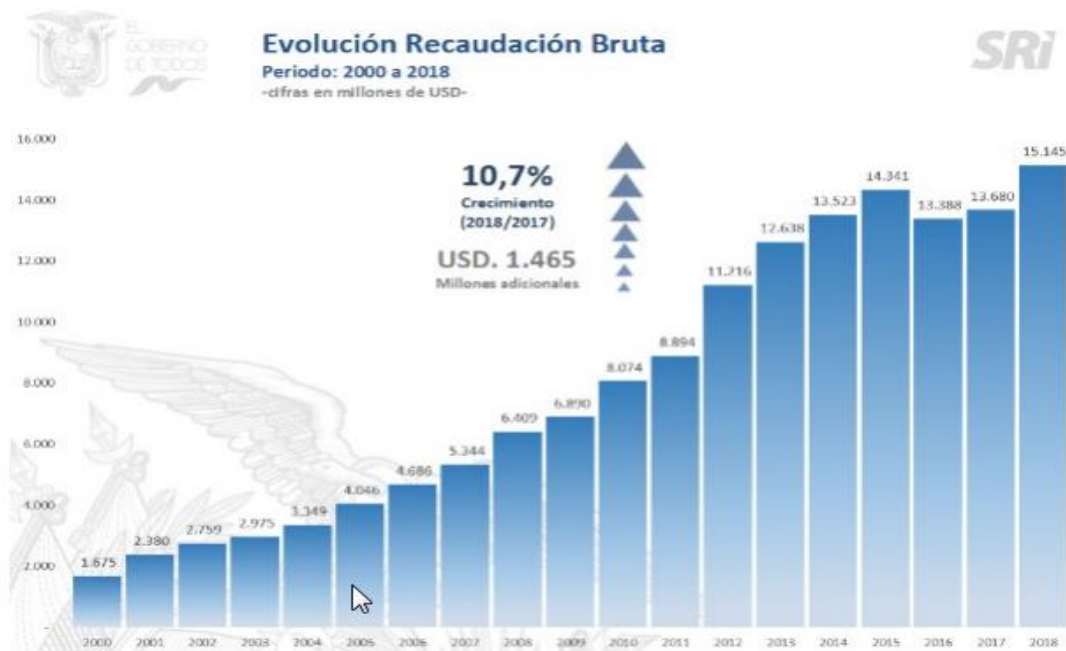 EL
GOBIERNO
DE TODOS
Evolución Recaudación Bruta
Periodo: 2000 a 2018
-cifras en millones de USD-
SRi
16.000
14.000
12.000
10.000
8.000
6.000
4.000
2.000
-
10,7%
Crecimiento
(2018/2017)
USD. 1.465
Millones adicionales
1.675
2.380
2.759
2.975
3.349
4.046
4.686
5.344
6.409
6.890
8.074
8.894
11.216
12.638
13.523
14.341
13.388
13.680
15.145
2000 2001 2002 2003 2004 2005 2006 2007 2008 2009 2010 2011 2012 2013 2014 2015 2016 2017 2018